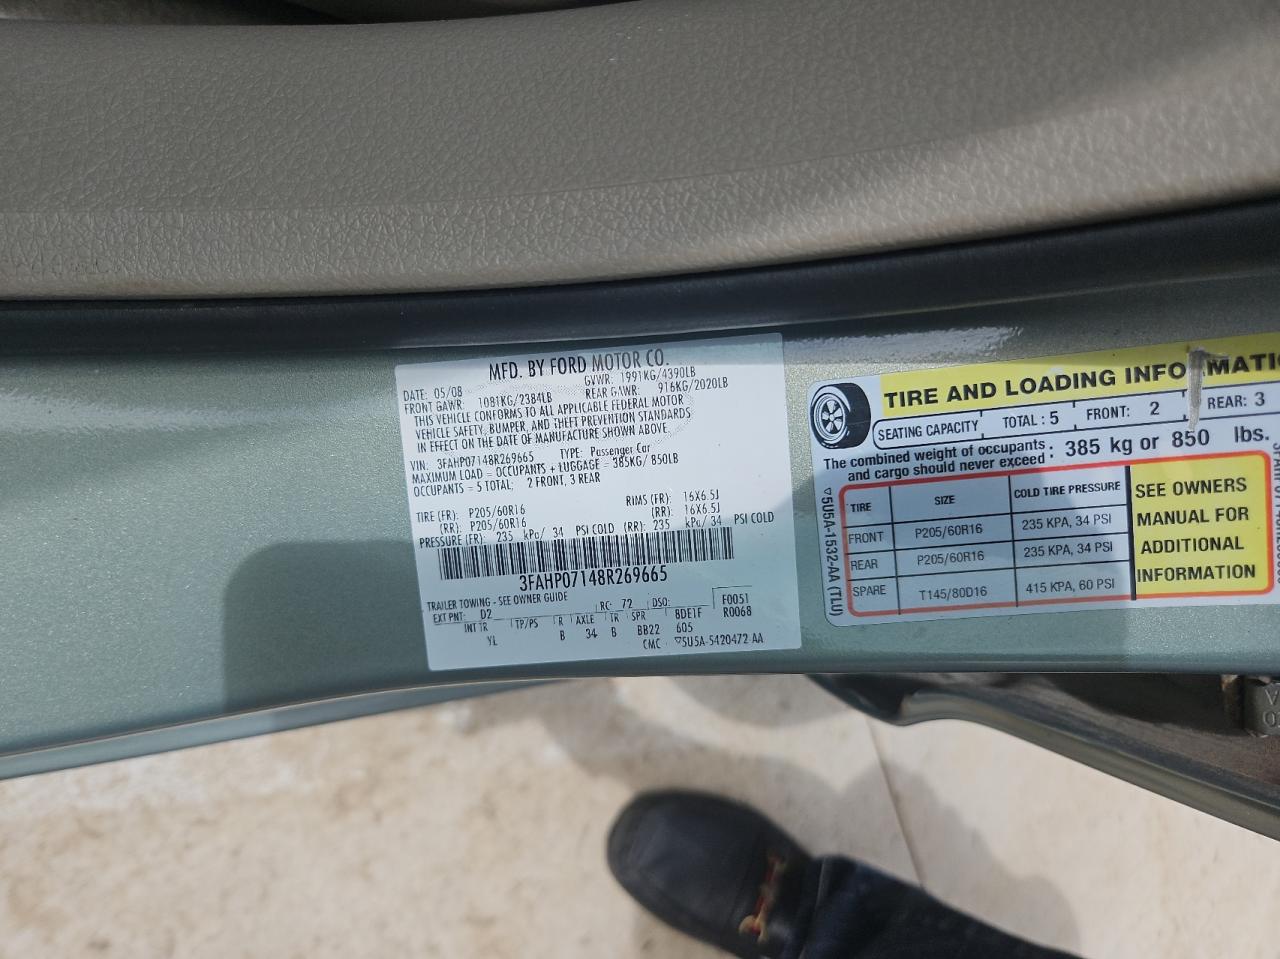 MFD. BY FORD MOTOR CO.
DATE: 05/08 GVWR: 1991KG/4390LB
FRONT GAWR: 1081KG/2384LB REAR GAWR: 916KG/2020LB
THIS VEHICLE CONFORMS TO ALL APPLICABLE FEDERAL MOTOR
VEHICLE SAFETY, BUMPER, AND THEFT PREVENTION STANDARDS
IN EFFECT ON THE DATE OF MANUFACTURE SHOWN ABOVE.
VIN: 3FAHP07148R269665 TYPE: Passenger Car
MAXIMUM LOAD = OCCUPANTS + LUGGAGE = 385KG/ 850LB
OCCUPANTS = 5 TOTAL; 2 FRONT, 3 REAR
TIRE (FR): P205/60R16 RIMS (FR): 16X6.5J
(RR): P205/60R16 (RR): 16X6.5J
PRESSURE (FR): 235 kPa/ 34 PSI COLD (RR): 235 kPa/ 34 PSI COLD
3FAHP07148R269665
TRAILER TOWING - SEE OWNER GUIDE
EXT PNT: D2 RC: 72 DSO: F0051
INT TR TP/PS R AXLE TR SPR 8DE1F R0068
YL B 34 B BB22 605
CMC ▽5U5A-5420472 AA
TIRE AND LOADING INFORMATIO
SEATING CAPACITY TOTAL : 5 FRONT: 2 REAR: 3
The combined weight of occupants
and cargo should never exceed : 385 kg or 850 lbs.
TIRE SIZE COLD TIRE PRESSURE
FRONT P205/60R16 235 KPA, 34 PSI
REAR P205/60R16 235 KPA, 34 PSI
SPARE T145/80D16 415 KPA, 60 PSI
SEE OWNERS
MANUAL FOR
ADDITIONAL
INFORMATION
▽5U5A-1532-AA (TLU)